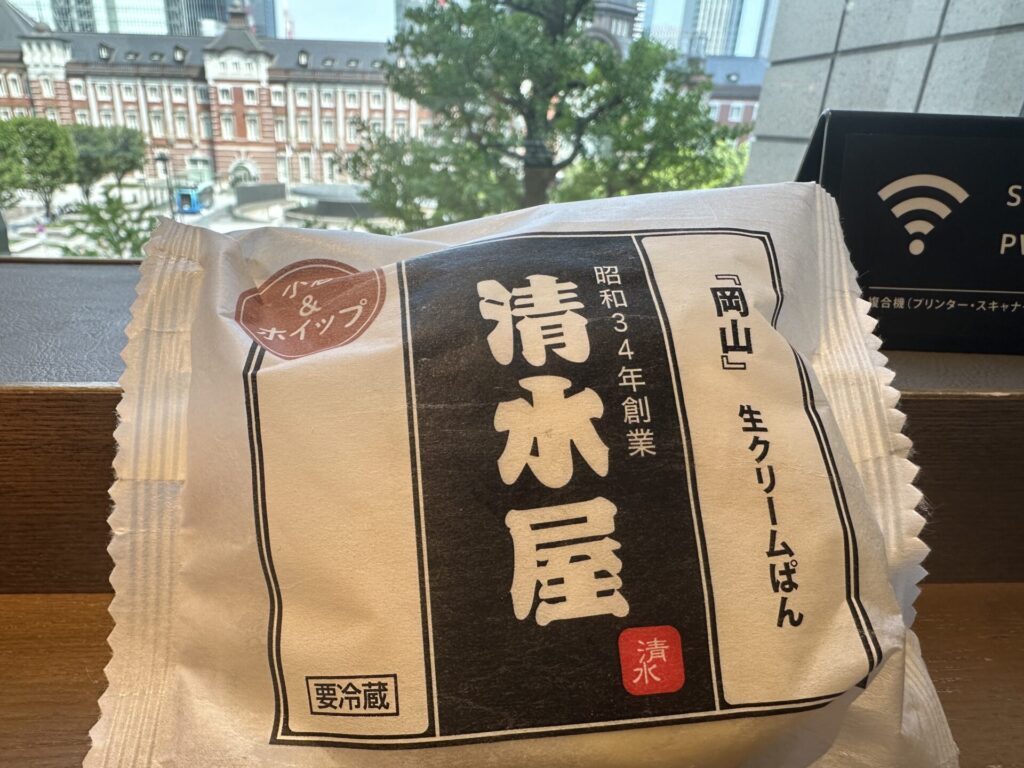 『岡山』 生クリームぱん
昭和34年創業
清水屋
清水
&
ホイップ
要冷蔵
複合機(プリンター・スキャナ